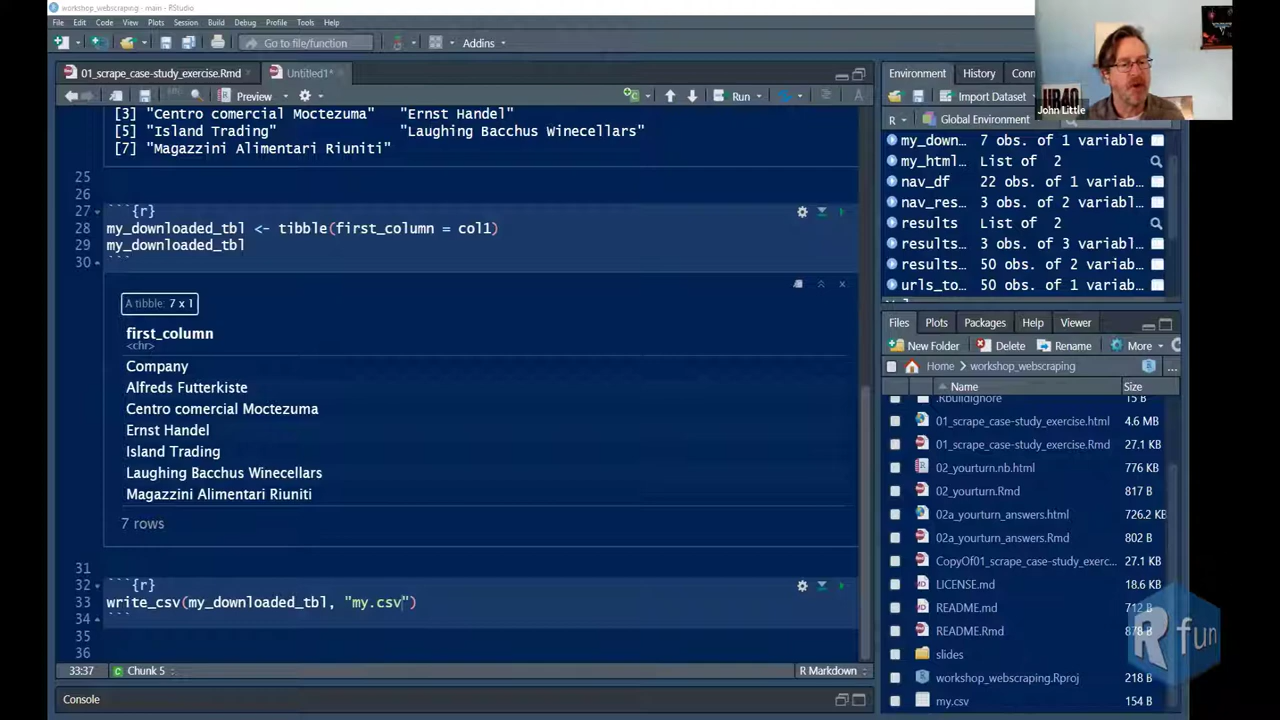 workshop_webscraping - main - RStudio
File Edit Code View Plots Session Build Debug Profile Tools Help
Go to file/function
Addins
01_scrape_case-study_exercise.Rmd
Untitled1*
Preview
Run
[3] "Centro comercial Moctezuma" "Ernst Handel"
[5] "Island Trading" "Laughing Bacchus Winecellars"
[7] "Magazzini Alimentari Riuniti"
25
26
27 ```{r}
28 my_downloaded_tbl <- tibble(first_column = col1)
29 my_downloaded_tbl
30 ```
A tibble: 7 x 1
first_column
<chr>
Company
Alfreds Futterkiste
Centro comercial Moctezuma
Ernst Handel
Island Trading
Laughing Bacchus Winecellars
Magazzini Alimentari Riuniti
7 rows
31
32 ```{r}
33 write_csv(my_downloaded_tbl, "my.csv")
34 ```
35
36
33:37
Chunk 5
R Markdown
Console
Environment History Conn
Import Dataset
R
Global Environment
my_down… 7 obs. of 1 variable
my_html… List of 2
nav_df 22 obs. of 1 variab…
nav_res… 3 obs. of 2 variab…
results List of 2
results… 3 obs. of 3 variab…
results… 50 obs. of 2 variab…
urls_to… 50 obs. of 1 variab…
Files Plots Packages Help Viewer
New Folder Delete Rename More
Home workshop_webscraping
...
Name Size
.Rbuildignore 15 B
01_scrape_case-study_exercise.html 4.6 MB
01_scrape_case-study_exercise.Rmd 27.1 KB
02_yourturn.nb.html 776 KB
02_yourturn.Rmd 817 B
02a_yourturn_answers.html 726.2 KB
02a_yourturn_answers.Rmd 802 B
CopyOf01_scrape_case-study_exerc… 27.1 KB
LICENSE.md 18.6 KB
README.md 712 B
README.Rmd 878 B
slides
workshop_webscraping.Rproj 218 B
my.csv 154 B
John Little
UB40
R fun